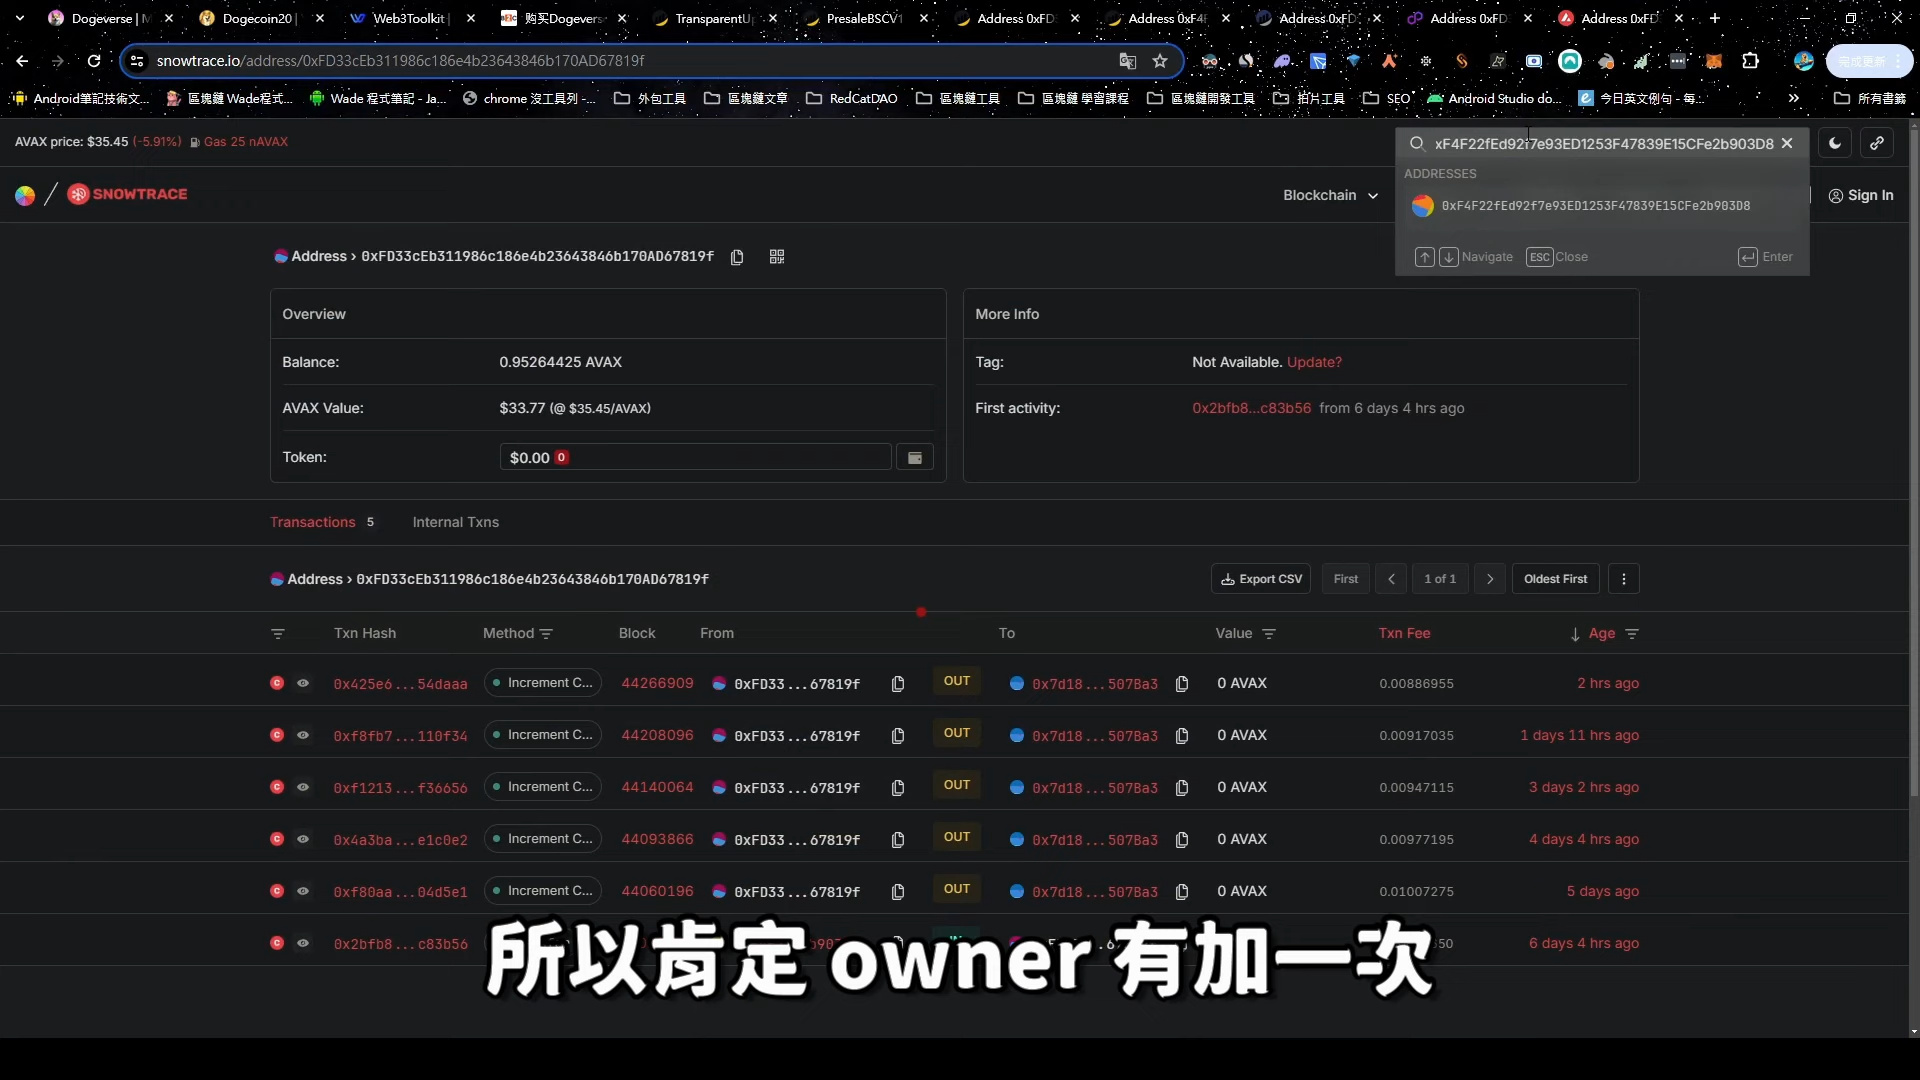 Dogeverse | M
Dogecoin20 |
Web3Toolkit |
购买Dogevers
TransparentU
PresaleBSCV1
Address 0xFD
Address 0xF4F
Address 0xFD
Address 0xFD
Address 0xFD
snowtrace.io/address/0xFD33cEb311986c186e4b23643846b170AD67819f
完成更新
Android筆記技術文...
區塊鏈 Wade程式...
Wade 程式筆記 - Ja...
chrome 沒工具列 -...
外包工具
區塊鏈文章
RedCatDAO
區塊鏈工具
區塊鏈 學習課程
區塊鏈開發工具
拍片工具
SEO
Android Studio do...
今日英文例句 - 每...
所有書籤
AVAX price: $35.45 (-5.91%) Gas 25 nAVAX
xF4F22fEd92f7e93ED1253F47839E15CFe2b903D8
ADDRESSES
0xF4F22fEd92f7e93ED1253F47839E15CFe2b903D8
↑ ↓ Navigate ESC Close Enter
SNOWTRACE
Blockchain
Sign In
Address › 0xFD33cEb311986c186e4b23643846b170AD67819f
Overview
Balance: 0.95264425 AVAX
AVAX Value: $33.77 (@ $35.45/AVAX)
Token: $0.00 0
More Info
Tag: Not Available. Update?
First activity: 0x2bfb8...c83b56 from 6 days 4 hrs ago
Transactions 5 Internal Txns
Address › 0xFD33cEb311986c186e4b23643846b170AD67819f
Export CSV First 1 of 1 Oldest First
Txn Hash Method Block From To Value Txn Fee Age
0x425e6...54daaa Increment C... 44266909 0xFD33...67819f OUT 0x7d18...507Ba3 0 AVAX 0.00886955 2 hrs ago
0xf8fb7...110f34 Increment C... 44208096 0xFD33...67819f OUT 0x7d18...507Ba3 0 AVAX 0.00917035 1 days 11 hrs ago
0xf1213...f36656 Increment C... 44140064 0xFD33...67819f OUT 0x7d18...507Ba3 0 AVAX 0.00947115 3 days 2 hrs ago
0x4a3ba...e1c0e2 Increment C... 44093866 0xFD33...67819f OUT 0x7d18...507Ba3 0 AVAX 0.00977195 4 days 4 hrs ago
0xf80aa...04d5e1 Increment C... 44060196 0xFD33...67819f OUT 0x7d18...507Ba3 0 AVAX 0.01007275 5 days ago
0x2bfb8...c83b56 6 days 4 hrs ago
所以肯定 owner 有加一次